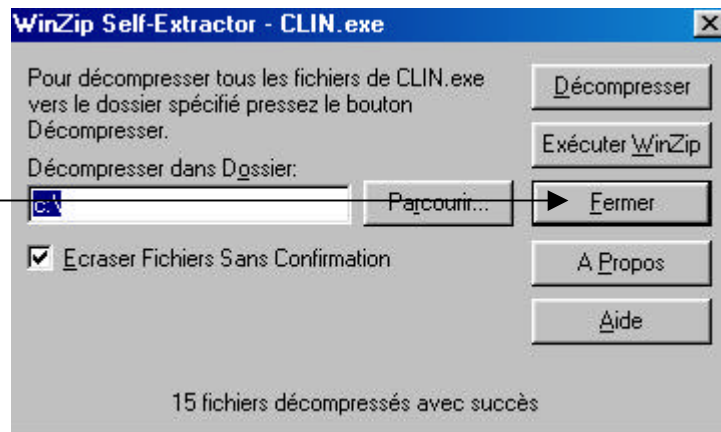 WinZip Self-Extractor - CLIN.exe
Pour décompresser tous les fichiers de CLIN.exe
vers le dossier spécifié pressez le bouton
Décompresser.
Décompresser dans Dossier:
c:\
Parcourir...
Ecraser Fichiers Sans Confirmation
Décompresser
Exécuter WinZip
Fermer
A Propos
Aide
15 fichiers décompressés avec succès